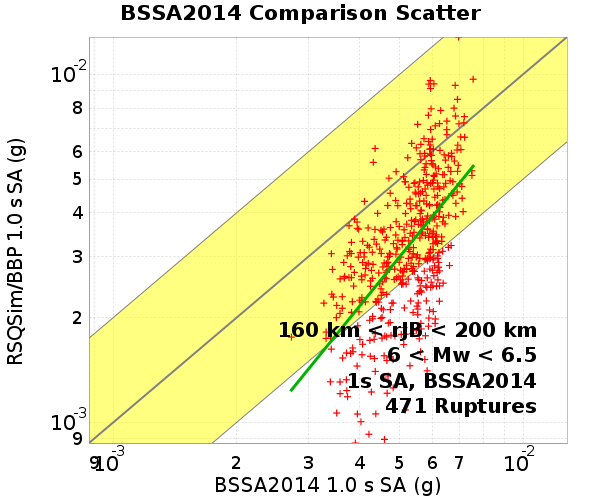 BSSA2014 Comparison Scatter
RSQSim/BBP 1.0 s SA (g)
10-2
8
6
5
4
3
2
10-3
9
160 km < rJB < 200 km
6 < Mw < 6.5
1s SA, BSSA2014
471 Ruptures
9 10-3 2 3 4 5 6 7 10-2
BSSA2014 1.0 s SA (g)